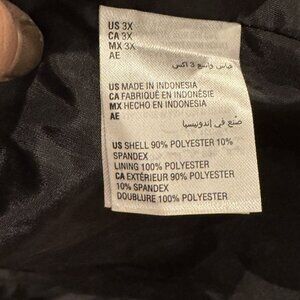 US 3X
CA 3X
MX 3X
AE
قياس واسع 3 اكس
US MADE IN INDONESIA
CA FABRIQUÉ EN INDONÉSIE
MX HECHO EN INDONESIA
AE
صنع في إندونيسيا
US SHELL 90% POLYESTER 10%
SPANDEX
LINING 100% POLYESTER
CA EXTÉRIEUR 90% POLYESTER
10% SPANDEX
DOUBLURE 100% POLYESTER